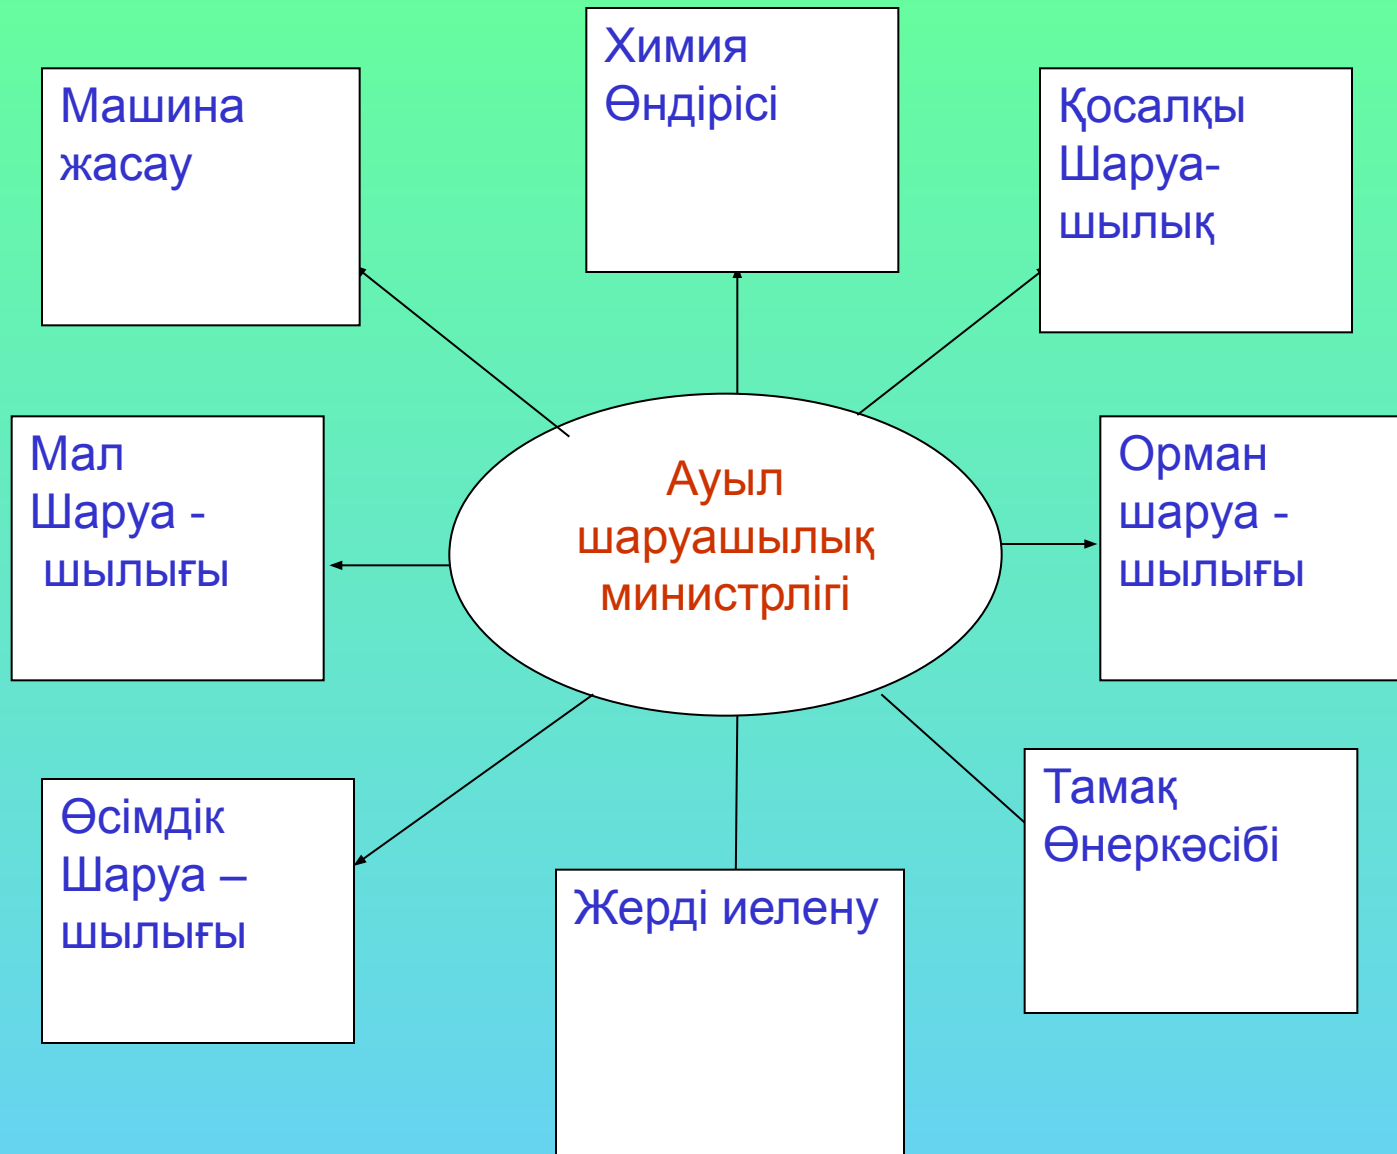 Химия
Өндірісі
Машина
жасау
Қосалқы
Шаруа-
шылық
Мал
Шаруа -
шылығы
Ауыл
шаруашылық
министрлігі
Орман
шаруа -
шылығы
Өсімдік
Шаруа –
шылығы
Жерді иелену
Тамақ
Өнеркәсібі